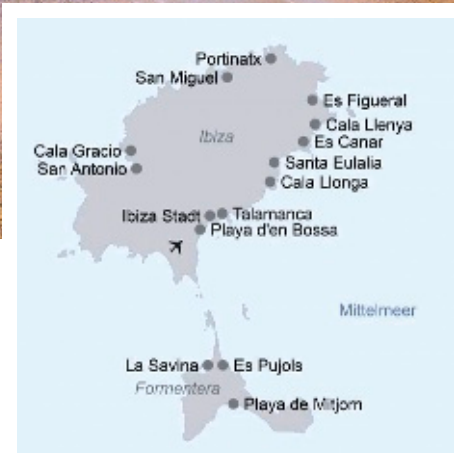 Portinatx
San Miguel
Es Figueral
Ibiza
Cala Llenya
Es Canar
Cala Gracio
Santa Eulalia
San Antonio
Cala Llonga
Ibiza Stadt
Talamanca
Playa d'en Bossa
Mittelmeer
La Savina
Es Pujols
Formentera
Playa de Mitjorn